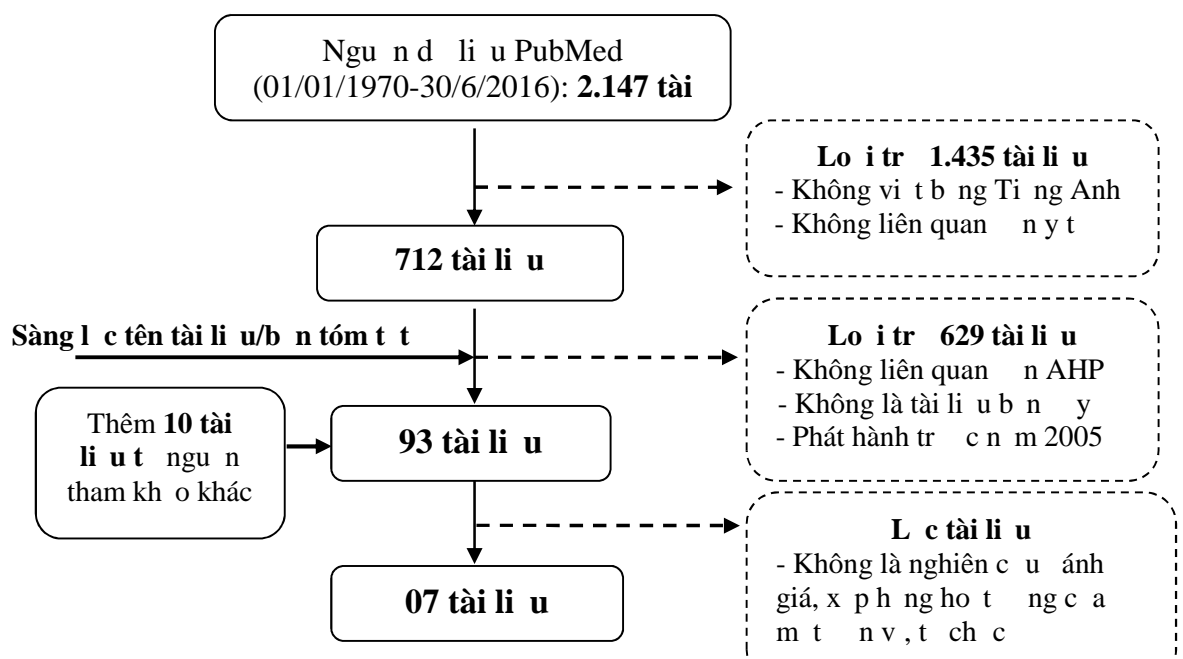 Ngu n d li u PubMed
(01/01/1970-30/6/2016): 2.147 tài
Lo i tr 1.435 tài li u
- Không vi t b ng Ti ng Anh
- Không liên quan n y t
712 tài li u
Sàng l c tên tài li u/b n tóm t t
Lo i tr 629 tài li u
- Không liên quan n AHP
- Không là tài li u b n y
- Phát hành tr c n m 2005
Thêm 10 tài
li u t ngu n
tham kh o khác
93 tài li u
L c tài li u
- Không là nghiên c u ánh
giá, x p h ng ho t ng c a
m t n v , t ch c
07 tài li u